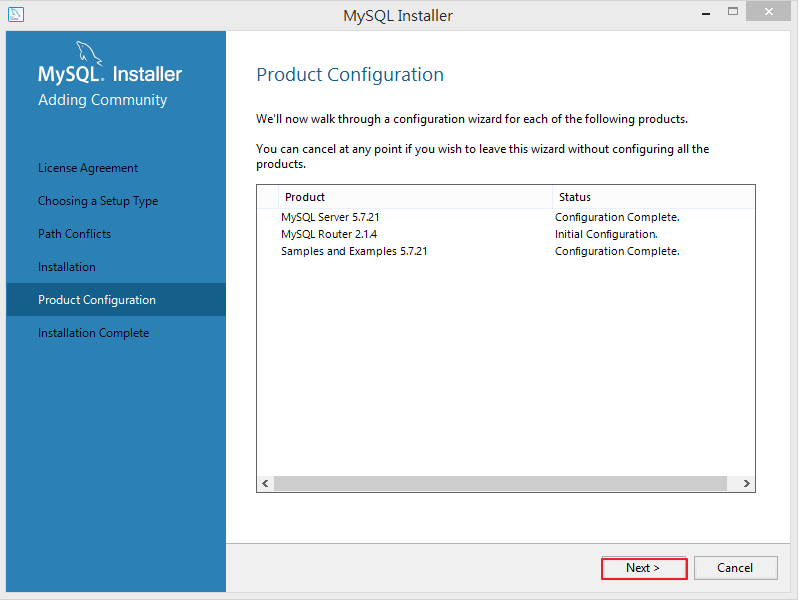 MySQL Installer
MySQL. Installer
Adding Community
License Agreement
Choosing a Setup Type
Path Conflicts
Installation
Product Configuration
Installation Complete
Product Configuration
We'll now walk through a configuration wizard for each of the following products.
You can cancel at any point if you wish to leave this wizard without configuring all the
products.
Product Status
MySQL Server 5.7.21 Configuration Complete.
MySQL Router 2.1.4 Initial Configuration.
Samples and Examples 5.7.21 Configuration Complete.
Next > Cancel